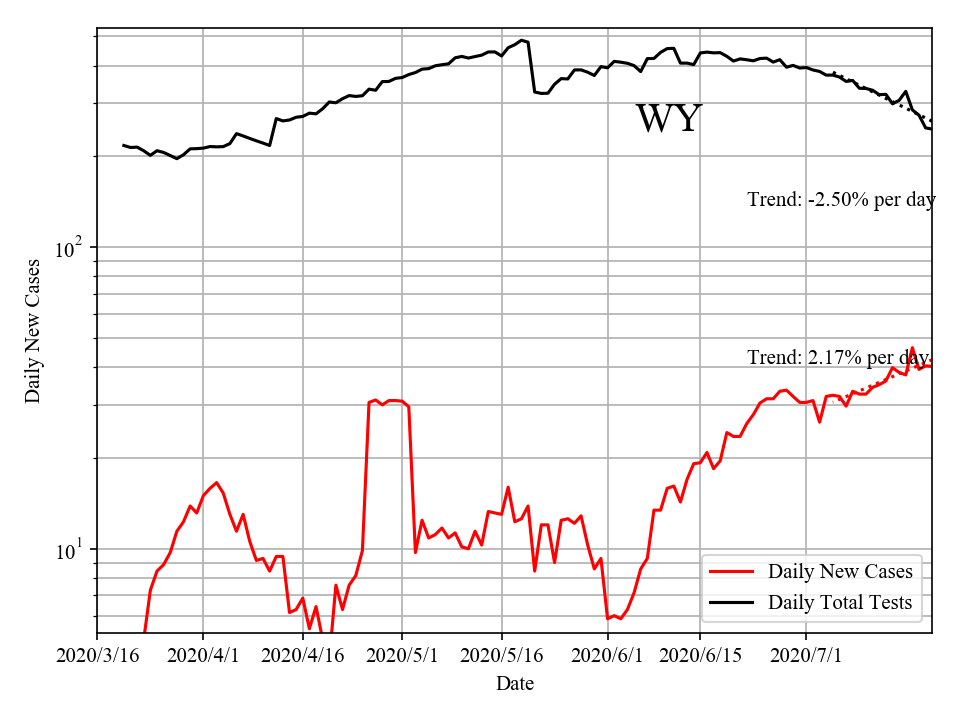 WY
Trend: -2.50% per day
10²
Daily New Cases
Trend: 2.17% per day
10¹
Daily New Cases
Daily Total Tests
2020/3/16 2020/4/1 2020/4/16 2020/5/1 2020/5/16 2020/6/1 2020/6/15 2020/7/1
Date